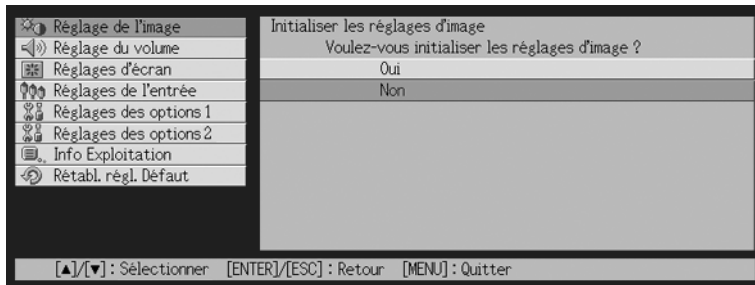 Réglage de l'image
Réglage du volume
Réglages d'écran
Réglages de l'entrée
Réglages des options 1
Réglages des options 2
Info Exploitation
Rétabl. régl. Défaut
Initialiser les réglages d'image
Voulez-vous initialiser les réglages d'image ?
Oui
Non
[▲]/[▼] : Sélectionner [ENTER]/[ESC] : Retour [MENU] : Quitter